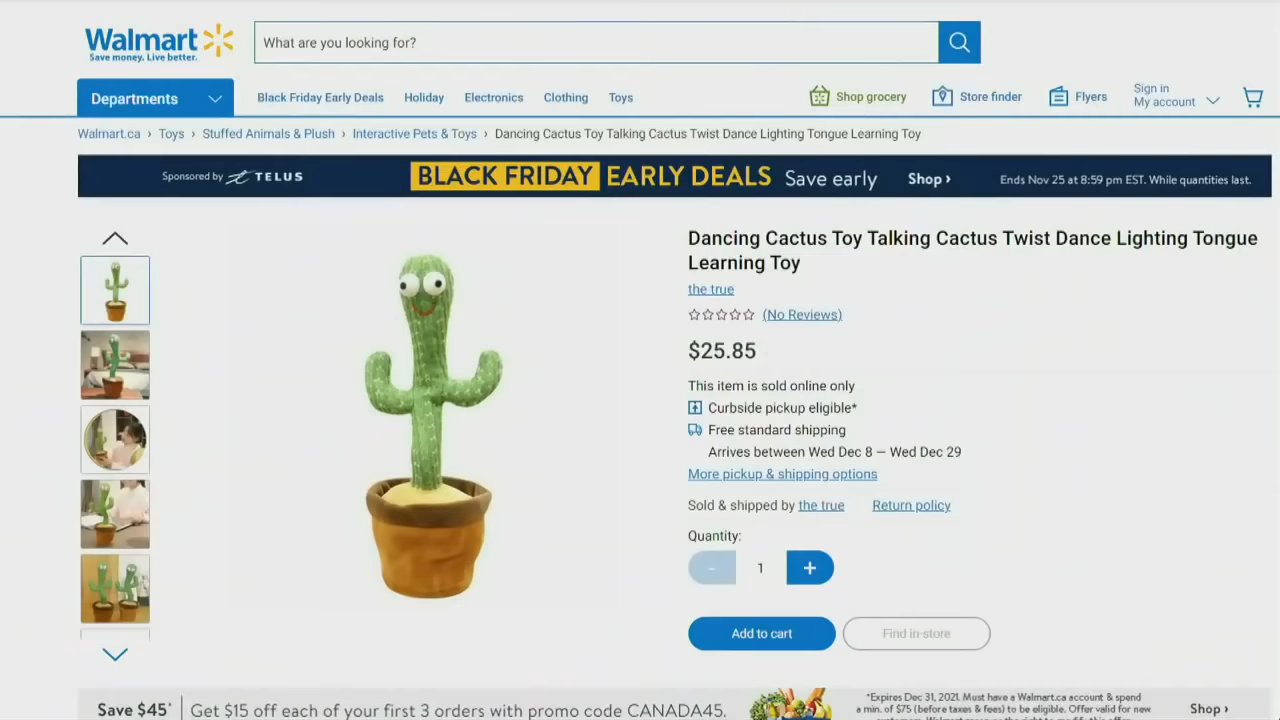 Walmart
Save money. Live better.
What are you looking for?
Departments
Black Friday Early Deals
Holiday
Electronics
Clothing
Toys
Shop grocery
Store finder
Flyers
Sign in
My account
Walmart.ca › Toys › Stuffed Animals & Plush › Interactive Pets & Toys › Dancing Cactus Toy Talking Cactus Twist Dance Lighting Tongue Learning Toy
Sponsored by TELUS
BLACK FRIDAY EARLY DEALS Save early Shop › Ends Nov 25 at 8:59 pm EST. While quantities last.
Dancing Cactus Toy Talking Cactus Twist Dance Lighting Tongue
Learning Toy
the true
(No Reviews)
$25.85
This item is sold online only
Curbside pickup eligible*
Free standard shipping
Arrives between Wed Dec 8 — Wed Dec 29
More pickup & shipping options
Sold & shipped by the true Return policy
Quantity:
- 1 +
Add to cart
Find in-store
Save $45* Get $15 off each of your first 3 orders with promo code CANADA45.
*Expires Dec 31, 2021. Must have a Walmart.ca account & spend
a min. of $75 (before taxes & fees) to be eligible. Offer valid for new
Shop ›